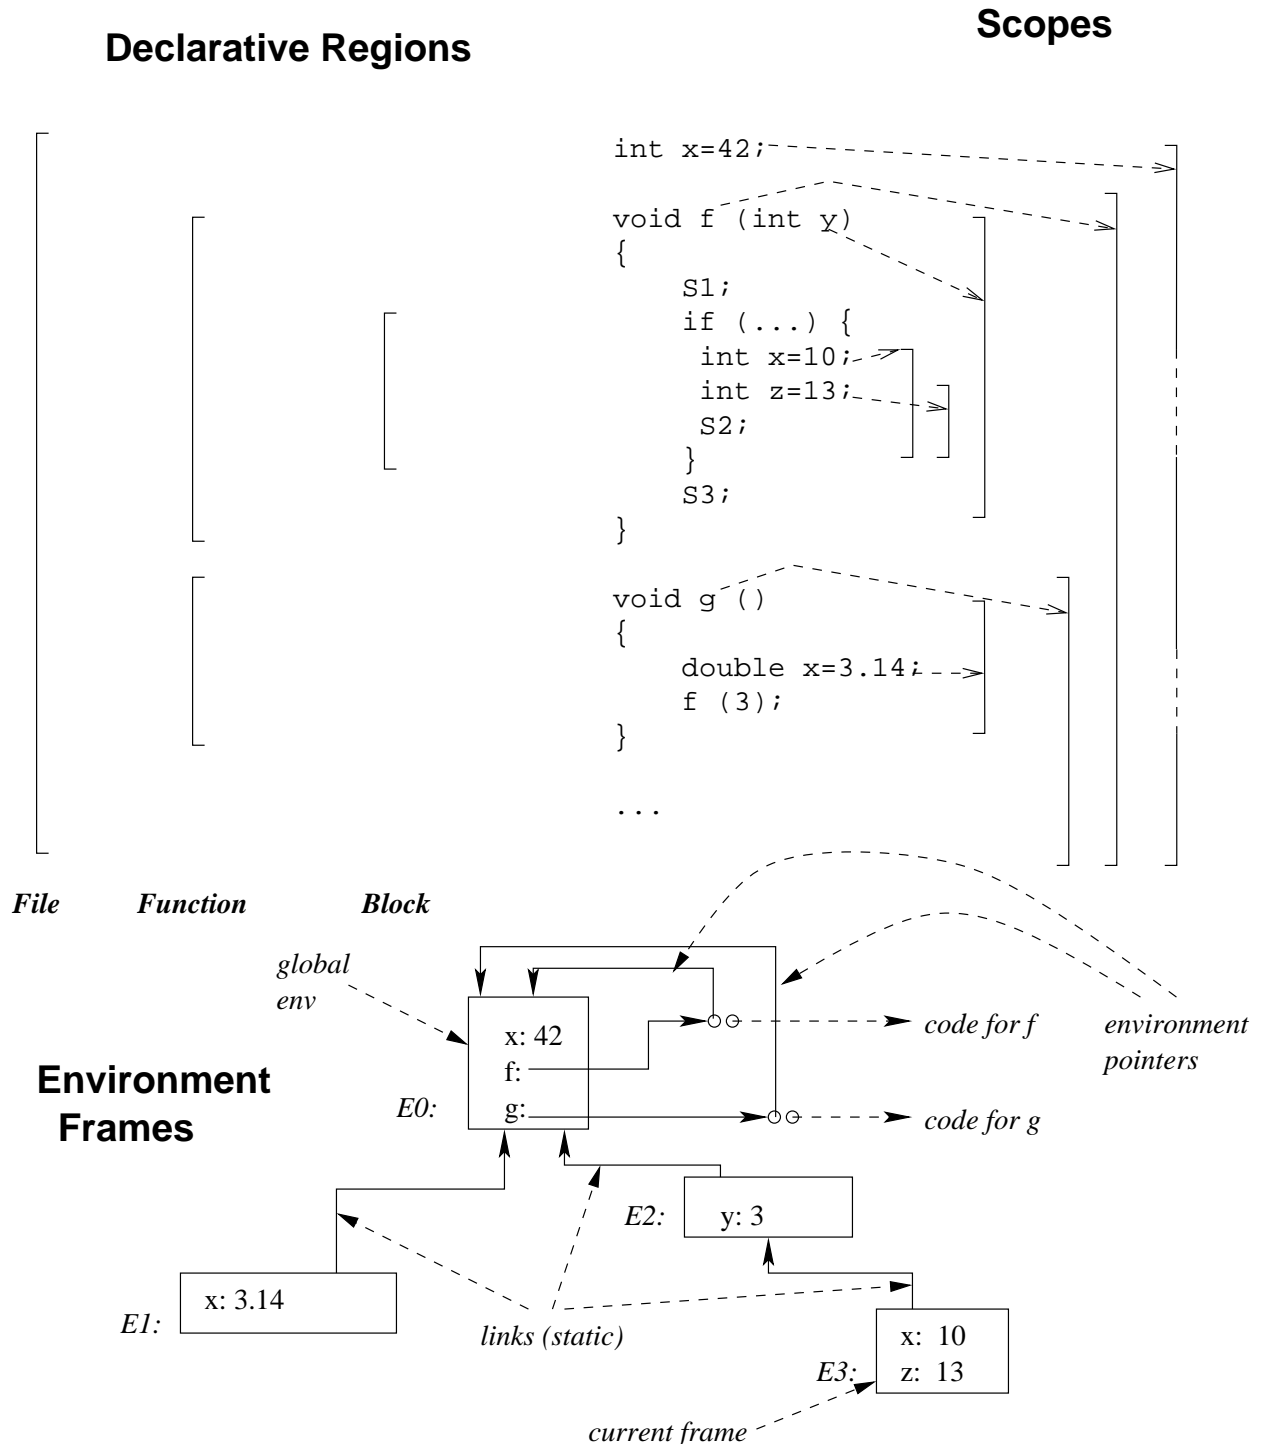 Scopes
Declarative Regions
int x=42;
void f (int y)
{
S1;
if (...) {
int x=10;
int z=13;
S2;
}
S3;
}
void g ()
{
double x=3.14;
f (3);
}
...
File Function Block
global
env
x: 42
f:
g:
E0:
code for f
code for g
environment
pointers
Environment
Frames
E2:
y: 3
x: 3.14
E1:
links (static)
x: 10
z: 13
E3:
current frame